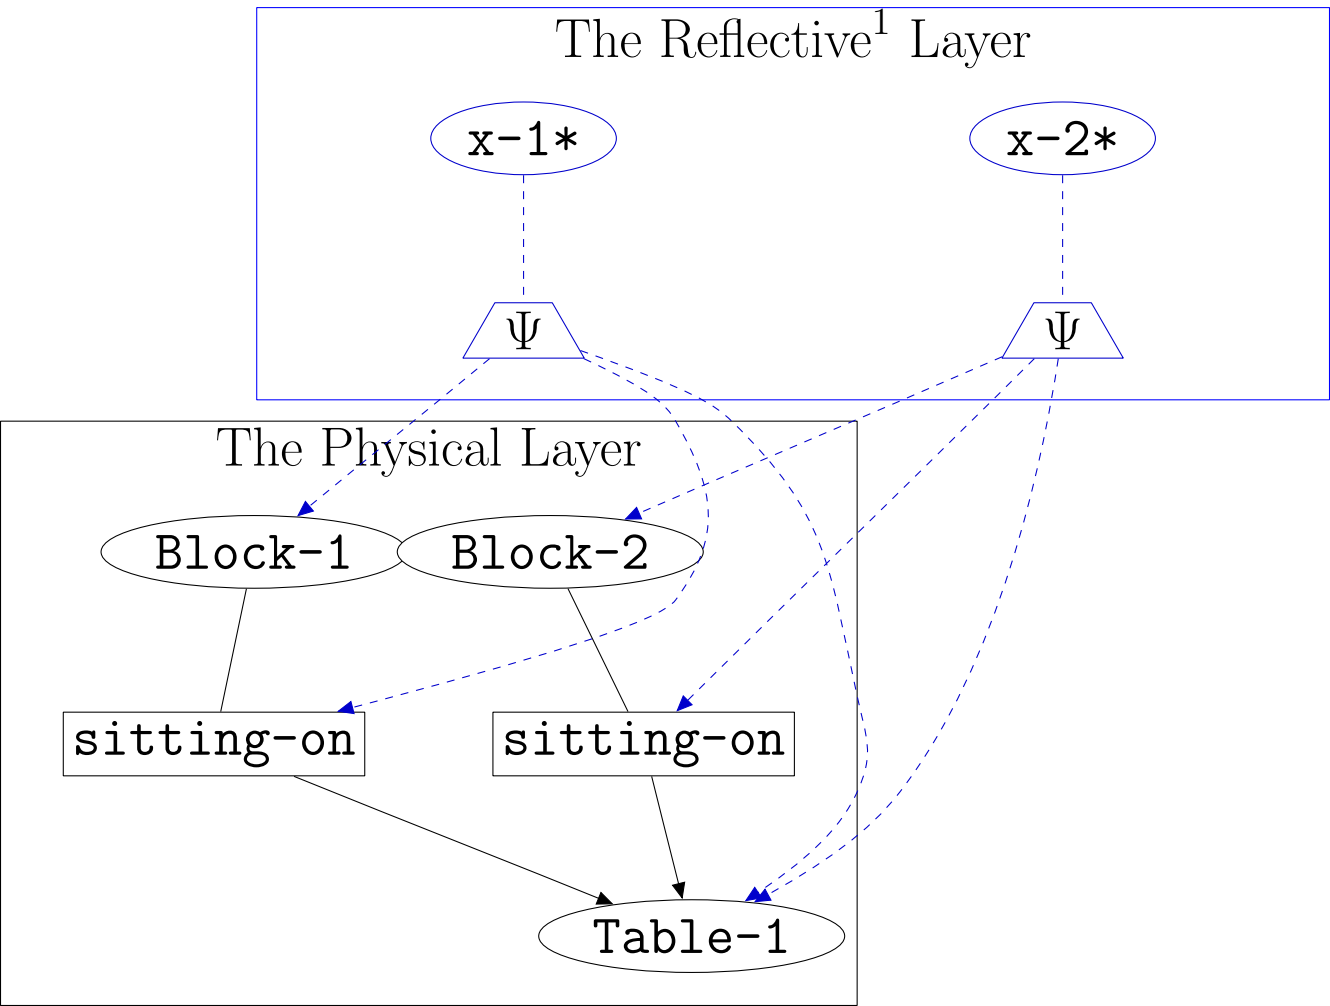 The Reflective¹ Layer
x-1*
x-2*
Ψ
Ψ
The Physical Layer
Block-1
Block-2
sitting-on
sitting-on
Table-1